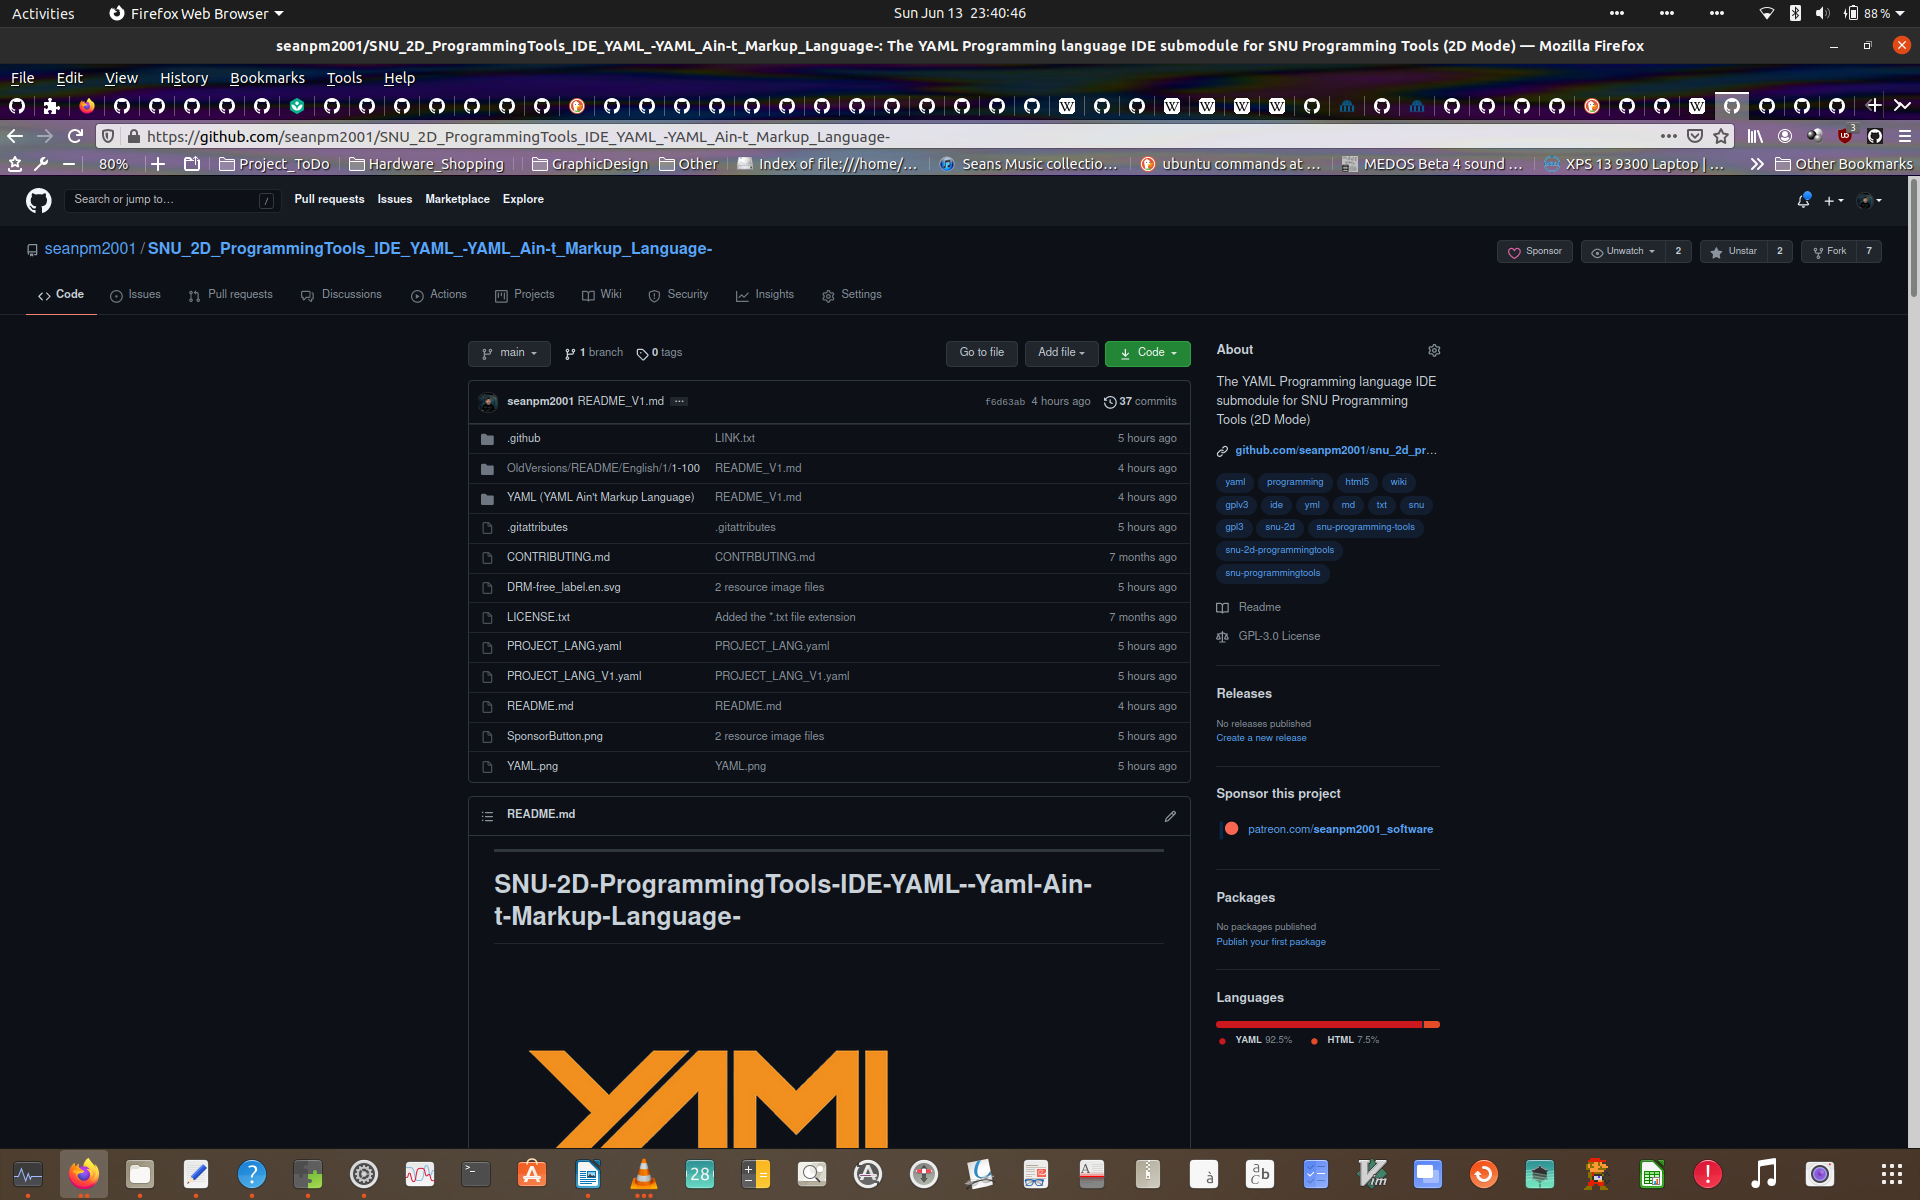 Activities Firefox Web Browser Sun Jun 13 23:40:46 88 %
seanpm2001/SNU_2D_ProgrammingTools_IDE_YAML_-YAML_Ain-t_Markup_Language-: The YAML Programming language IDE submodule for SNU Programming Tools (2D Mode) — Mozilla Firefox
File Edit View History Bookmarks Tools Help
https://github.com/seanpm2001/SNU_2D_ProgrammingTools_IDE_YAML_-YAML_Ain-t_Markup_Language- 3
80% Project_ToDo Hardware_Shopping GraphicDesign Other Index of file:///home/... Seans Music collectio... ubuntu commands at ... MEDOS Beta 4 sound ... XPS 13 9300 Laptop | ... Other Bookmarks
Search or jump to... / Pull requests Issues Marketplace Explore
seanpm2001 / SNU_2D_ProgrammingTools_IDE_YAML_-YAML_Ain-t_Markup_Language- Sponsor Unwatch 2 Unstar 2 Fork 7
Code Issues Pull requests Discussions Actions Projects Wiki Security Insights Settings
main 1 branch 0 tags Go to file Add file Code
seanpm2001 README_V1.md ... f6d63ab 4 hours ago 37 commits
.github LINK.txt 5 hours ago
OldVersions/README/English/1/1-100 README_V1.md 4 hours ago
YAML (YAML Ain't Markup Language) README_V1.md 4 hours ago
.gitattributes .gitattributes 5 hours ago
CONTRIBUTING.md CONTRBUTING.md 7 months ago
DRM-free_label.en.svg 2 resource image files 5 hours ago
LICENSE.txt Added the *.txt file extension 7 months ago
PROJECT_LANG.yaml PROJECT_LANG.yaml 5 hours ago
PROJECT_LANG_V1.yaml PROJECT_LANG_V1.yaml 5 hours ago
README.md README.md 4 hours ago
SponsorButton.png 2 resource image files 5 hours ago
YAML.png YAML.png 5 hours ago
README.md
SNU-2D-ProgrammingTools-IDE-YAML--Yaml-Ain-
t-Markup-Language-
YAML
About
The YAML Programming language IDE
submodule for SNU Programming
Tools (2D Mode)
github.com/seanpm2001/snu_2d_pr...
yaml programming html5 wiki
gplv3 ide yml md txt snu
gpl3 snu-2d snu-programming-tools
snu-2d-programmingtools
snu-programmingtools
Readme
GPL-3.0 License
Releases
No releases published
Create a new release
Sponsor this project
patreon.com/seanpm2001_software
Packages
No packages published
Publish your first package
Languages
YAML 92.5% HTML 7.5%
28
Vim